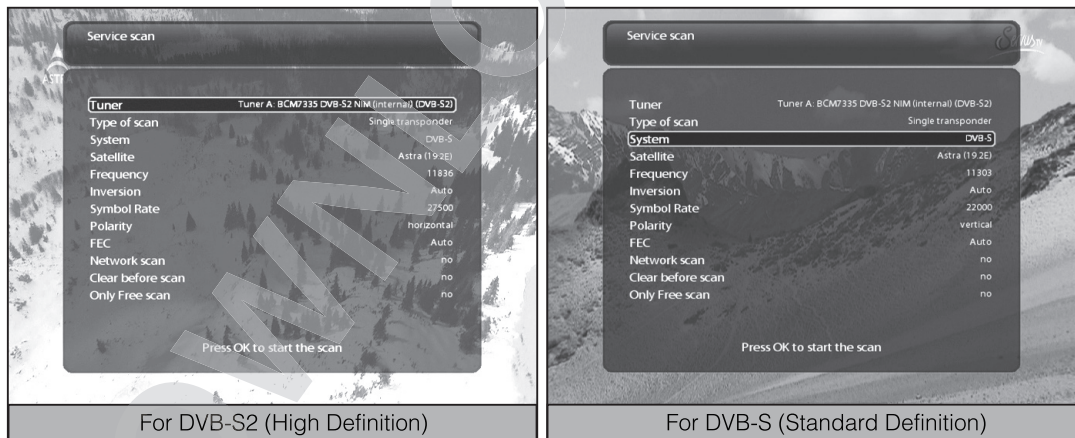 Service scan
Tuner Tuner A: BCM7335 DVB-S2 NIM (internal) (DVB-S2)
Type of scan Single transponder
System DVB-S
Satellite Astra (19.2E)
Frequency 11836
Inversion Auto
Symbol Rate 27500
Polarity horizontal
FEC Auto
Network scan no
Clear before scan no
Only Free scan no
Press OK to start the scan
For DVB-S2 (High Definition)
Service scan
Tuner Tuner A: BCM7335 DVB-S2 NIM (internal) (DVB-S2)
Type of scan Single transponder
System DVB-S
Satellite Astra (19.2E)
Frequency 11303
Inversion Auto
Symbol Rate 22000
Polarity vertical
FEC Auto
Network scan no
Clear before scan no
Only Free scan no
Press OK to start the scan
For DVB-S (Standard Definition)